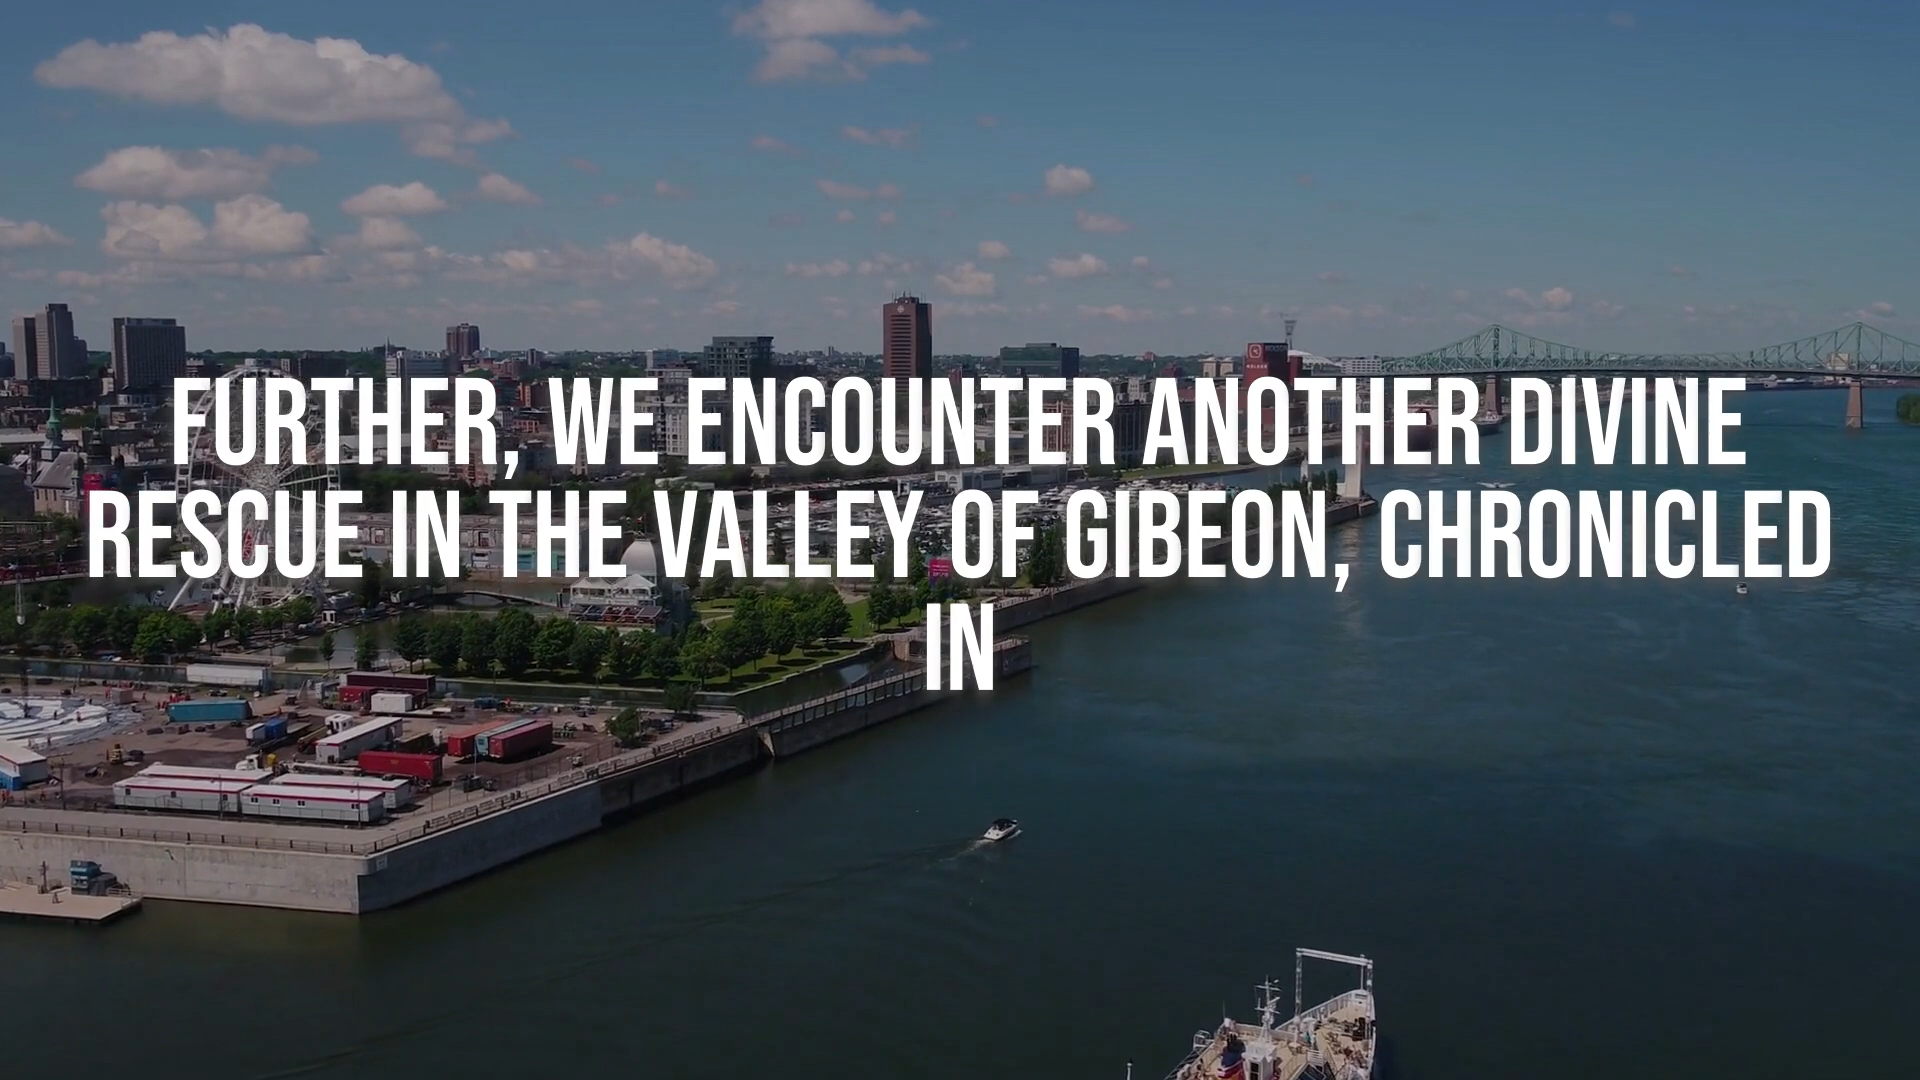 FURTHER, WE ENCOUNTER ANOTHER DIVINE
RESCUE IN THE VALLEY OF GIBEON, CHRONICLED
IN